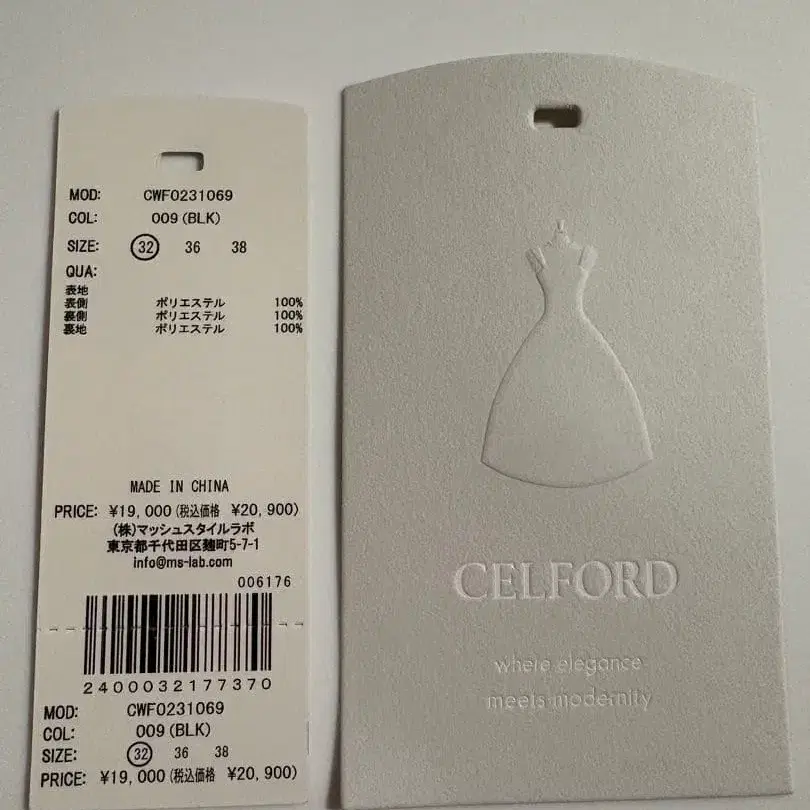 MOD: CWF0231069
COL: 009 (BLK)
SIZE: 32 36 38
QUA:
表地
表側 ポリエステル 100%
裏側 ポリエステル 100%
裏地 ポリエステル 100%
MADE IN CHINA
PRICE: ¥19,000 (税込価格 ¥20,900)
(株)マッシュスタイルラボ
東京都千代田区麹町5-7-1
info@ms-lab.com
006176
2400032177370
MOD: CWF0231069
COL: 009 (BLK)
SIZE: 32 36 38
PRICE: ¥19,000 (税込価格 ¥20,900)
CELFORD
where elegance
meets modernity